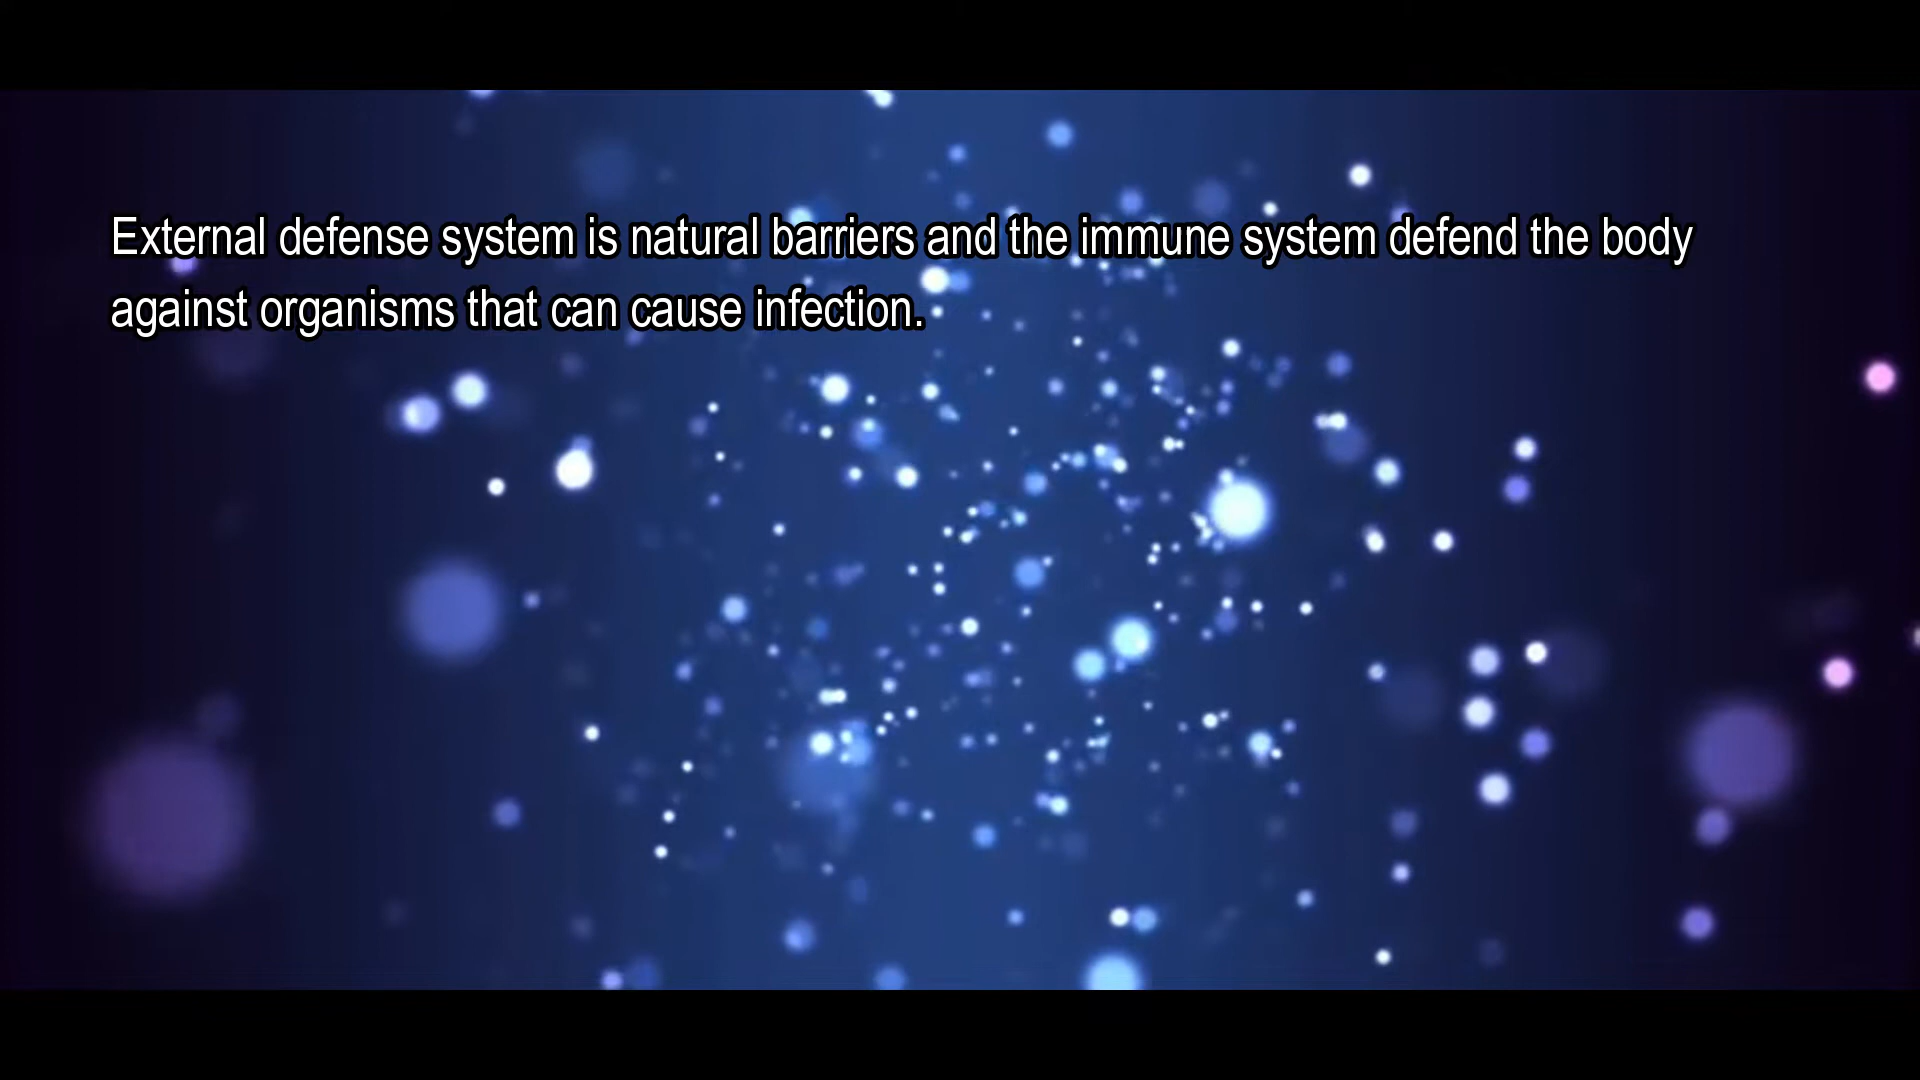 External defense system is natural barriers and the immune system defend the body
against organisms that can cause infection.